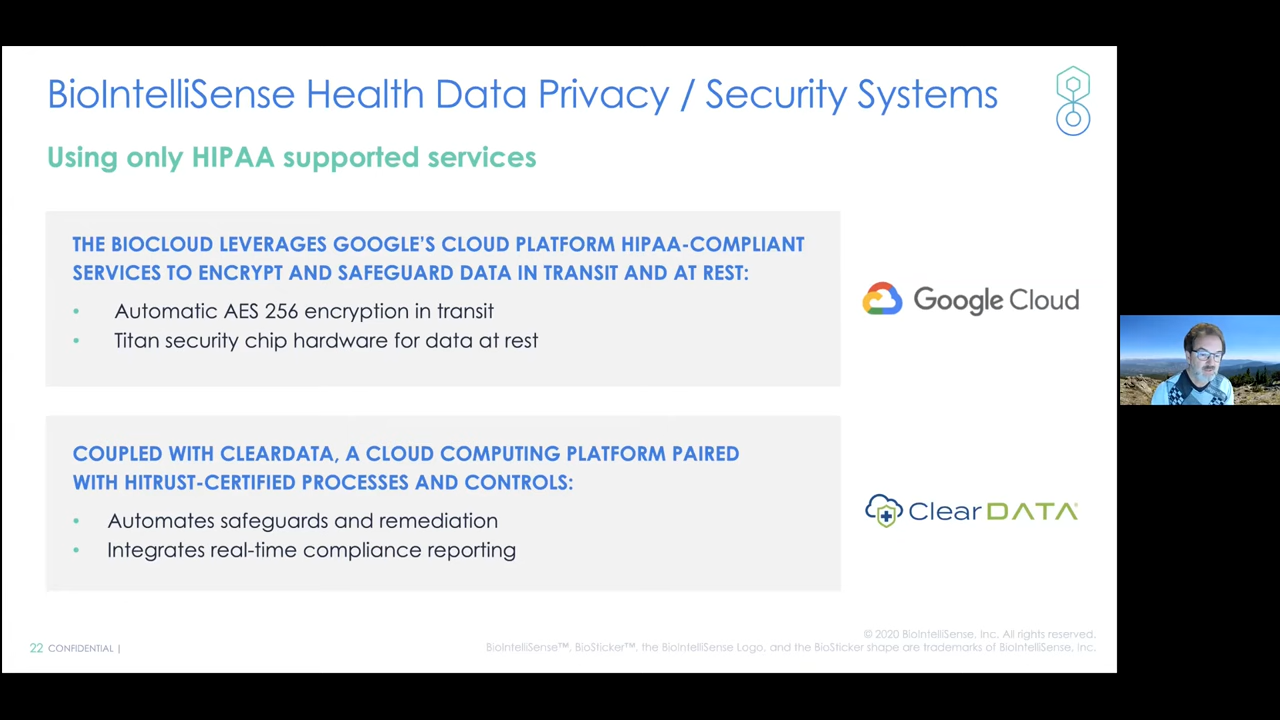 BioIntelliSense Health Data Privacy / Security Systems
Using only HIPAA supported services
THE BIOCLOUD LEVERAGES GOOGLE'S CLOUD PLATFORM HIPAA-COMPLIANT
SERVICES TO ENCRYPT AND SAFEGUARD DATA IN TRANSIT AND AT REST:
• Automatic AES 256 encryption in transit
• Titan security chip hardware for data at rest
Google Cloud
COUPLED WITH CLEARDATA, A CLOUD COMPUTING PLATFORM PAIRED
WITH HITRUST-CERTIFIED PROCESSES AND CONTROLS:
• Automates safeguards and remediation
• Integrates real-time compliance reporting
ClearDATA®
22 CONFIDENTIAL |
© 2020 BioIntelliSense, Inc. All rights reserved.
BioIntelliSense™, BioSticker™, the BioIntelliSense Logo, and the BioSticker shape are trademarks of BioIntelliSense, Inc.